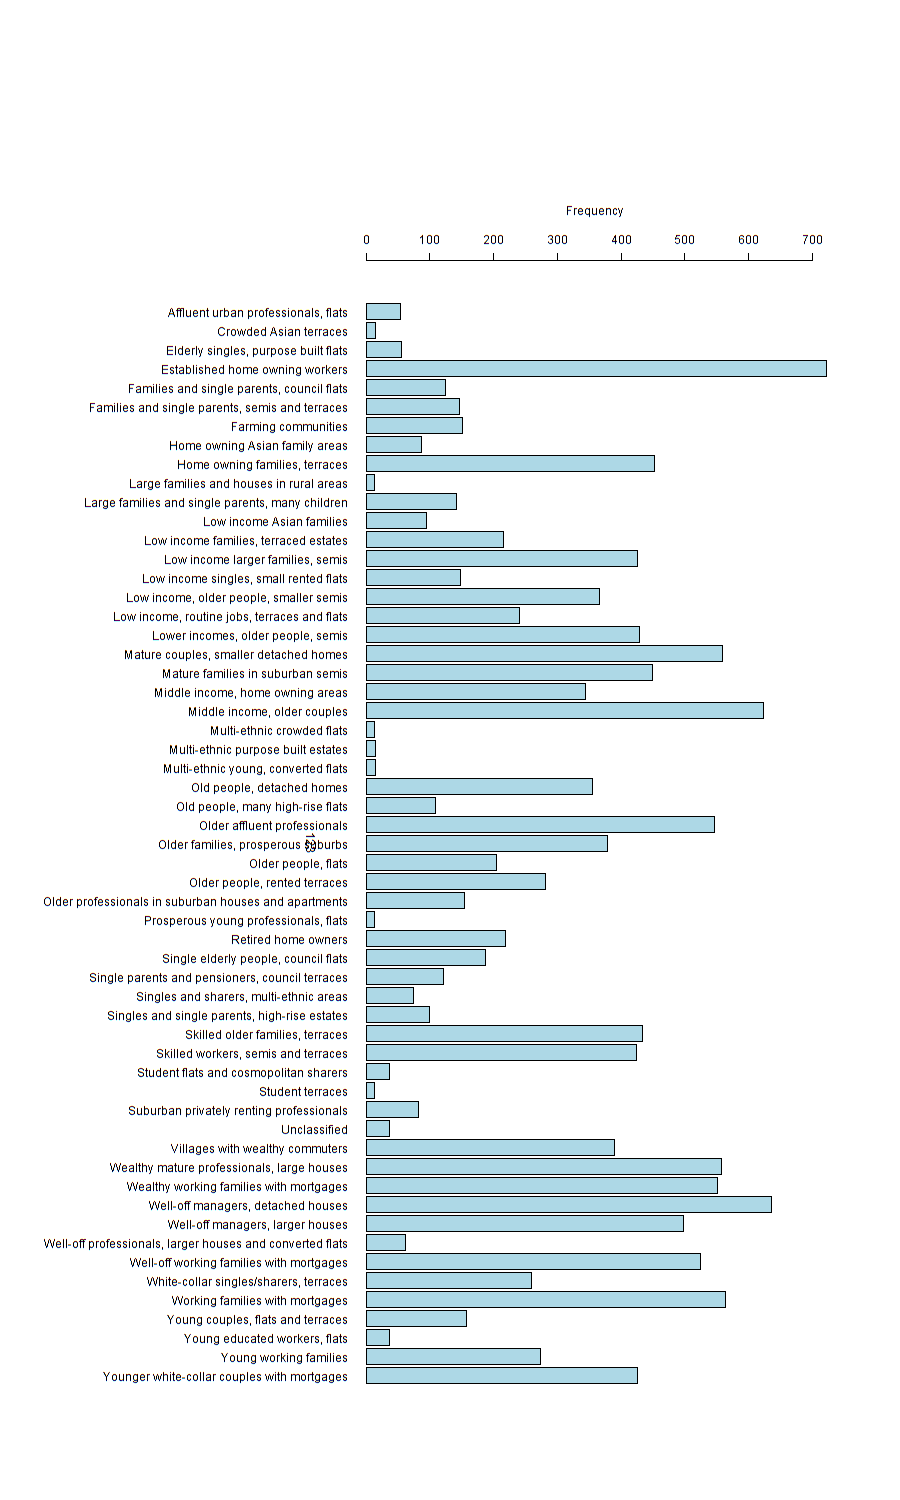 Frequency
0 100 200 300 400 500 600 700
Affluent urban professionals, flats
Crowded Asian terraces
Elderly singles, purpose built flats
Established home owning workers
Families and single parents, council flats
Families and single parents, semis and terraces
Farming communities
Home owning Asian family areas
Home owning families, terraces
Large families and houses in rural areas
Large families and single parents, many children
Low income Asian families
Low income families, terraced estates
Low income larger families, semis
Low income singles, small rented flats
Low income, older people, smaller semis
Low income, routine jobs, terraces and flats
Lower incomes, older people, semis
Mature couples, smaller detached homes
Mature families in suburban semis
Middle income, home owning areas
Middle income, older couples
Multi-ethnic crowded flats
Multi-ethnic purpose built estates
Multi-ethnic young, converted flats
Old people, detached homes
Old people, many high-rise flats
Older affluent professionals
Older families, prosperous suburbs
123
Older people, flats
Older people, rented terraces
Older professionals in suburban houses and apartments
Prosperous young professionals, flats
Retired home owners
Single elderly people, council flats
Single parents and pensioners, council terraces
Singles and sharers, multi-ethnic areas
Singles and single parents, high-rise estates
Skilled older families, terraces
Skilled workers, semis and terraces
Student flats and cosmopolitan sharers
Student terraces
Suburban privately renting professionals
Unclassified
Villages with wealthy commuters
Wealthy mature professionals, large houses
Wealthy working families with mortgages
Well-off managers, detached houses
Well-off managers, larger houses
Well-off professionals, larger houses and converted flats
Well-off working families with mortgages
White-collar singles/sharers, terraces
Working families with mortgages
Young couples, flats and terraces
Young educated workers, flats
Young working families
Younger white-collar couples with mortgages